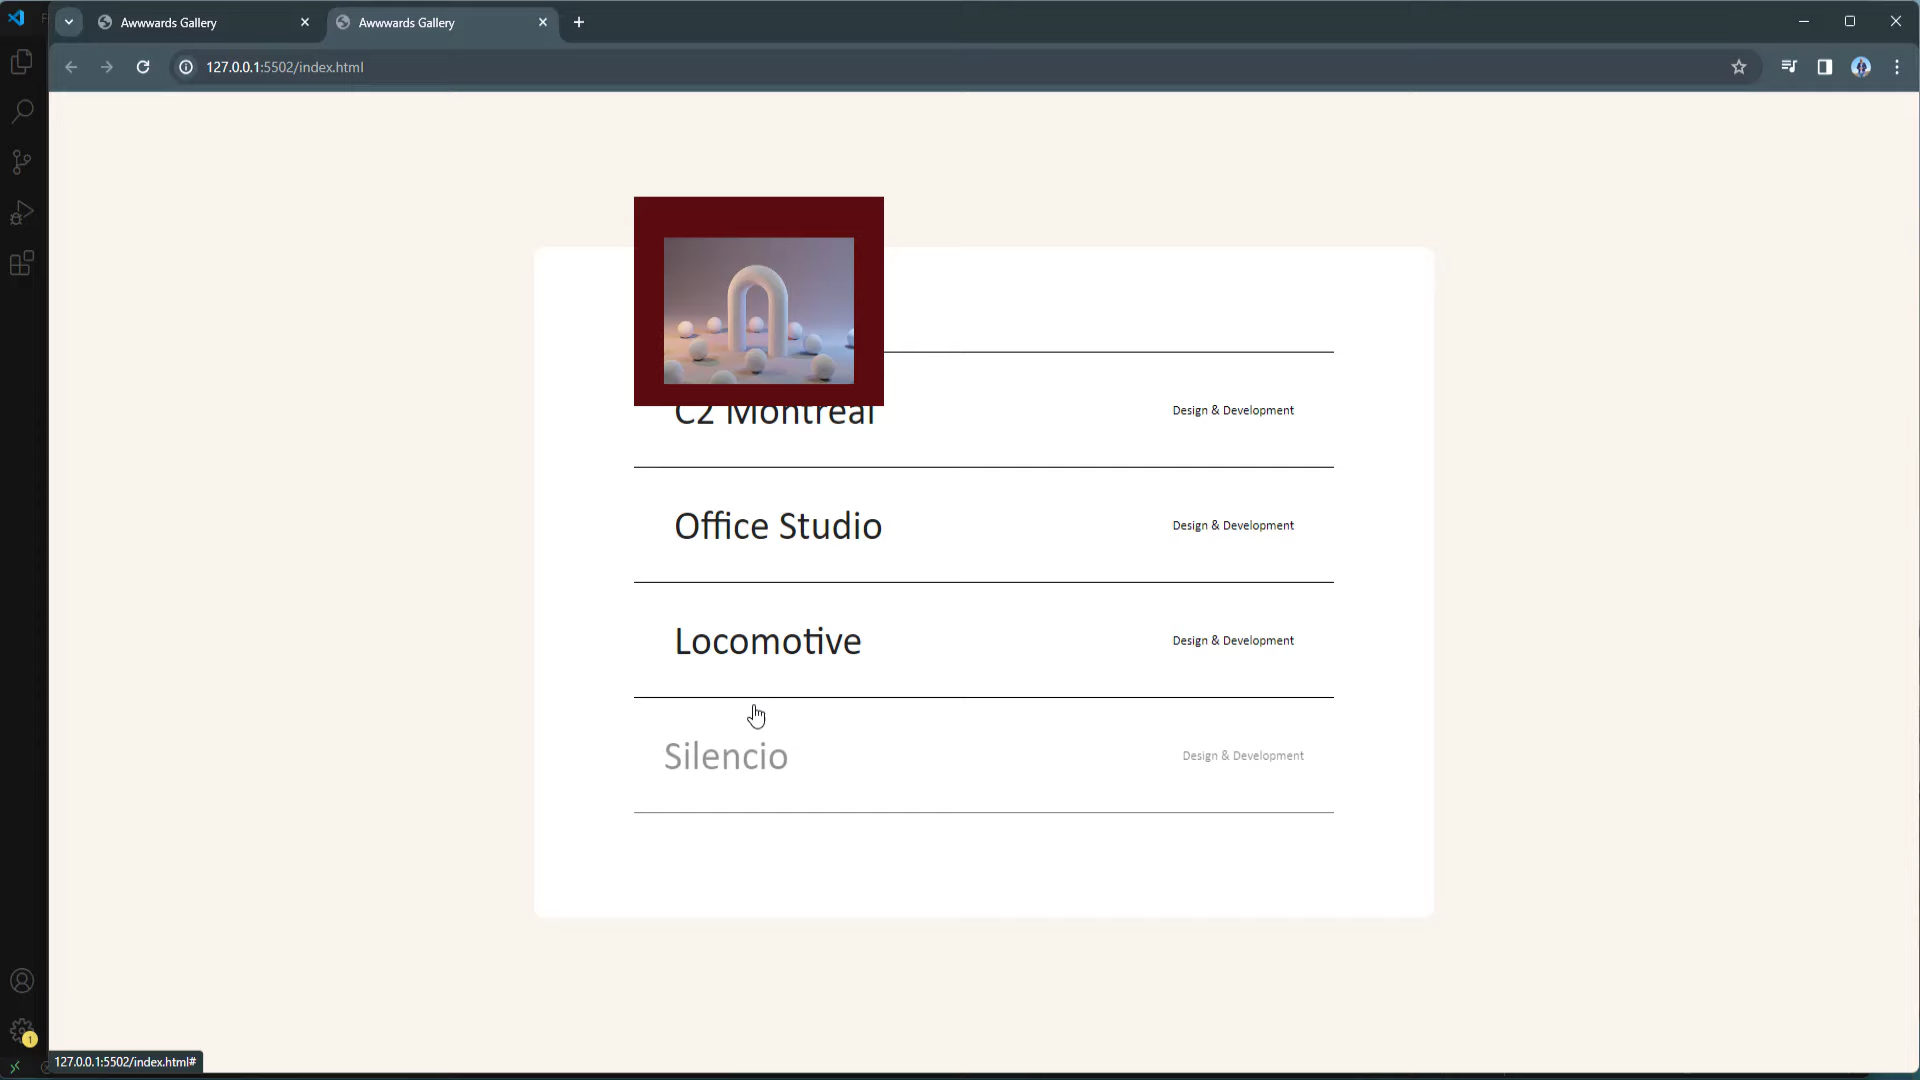 Awwwards Gallery
Awwwards Gallery
127.0.0.1:5502/index.html
C2 Montreal
Design & Development
Office Studio
Design & Development
Locomotive
Design & Development
Silencio
Design & Development
1
127.0.0.1:5502/index.html#